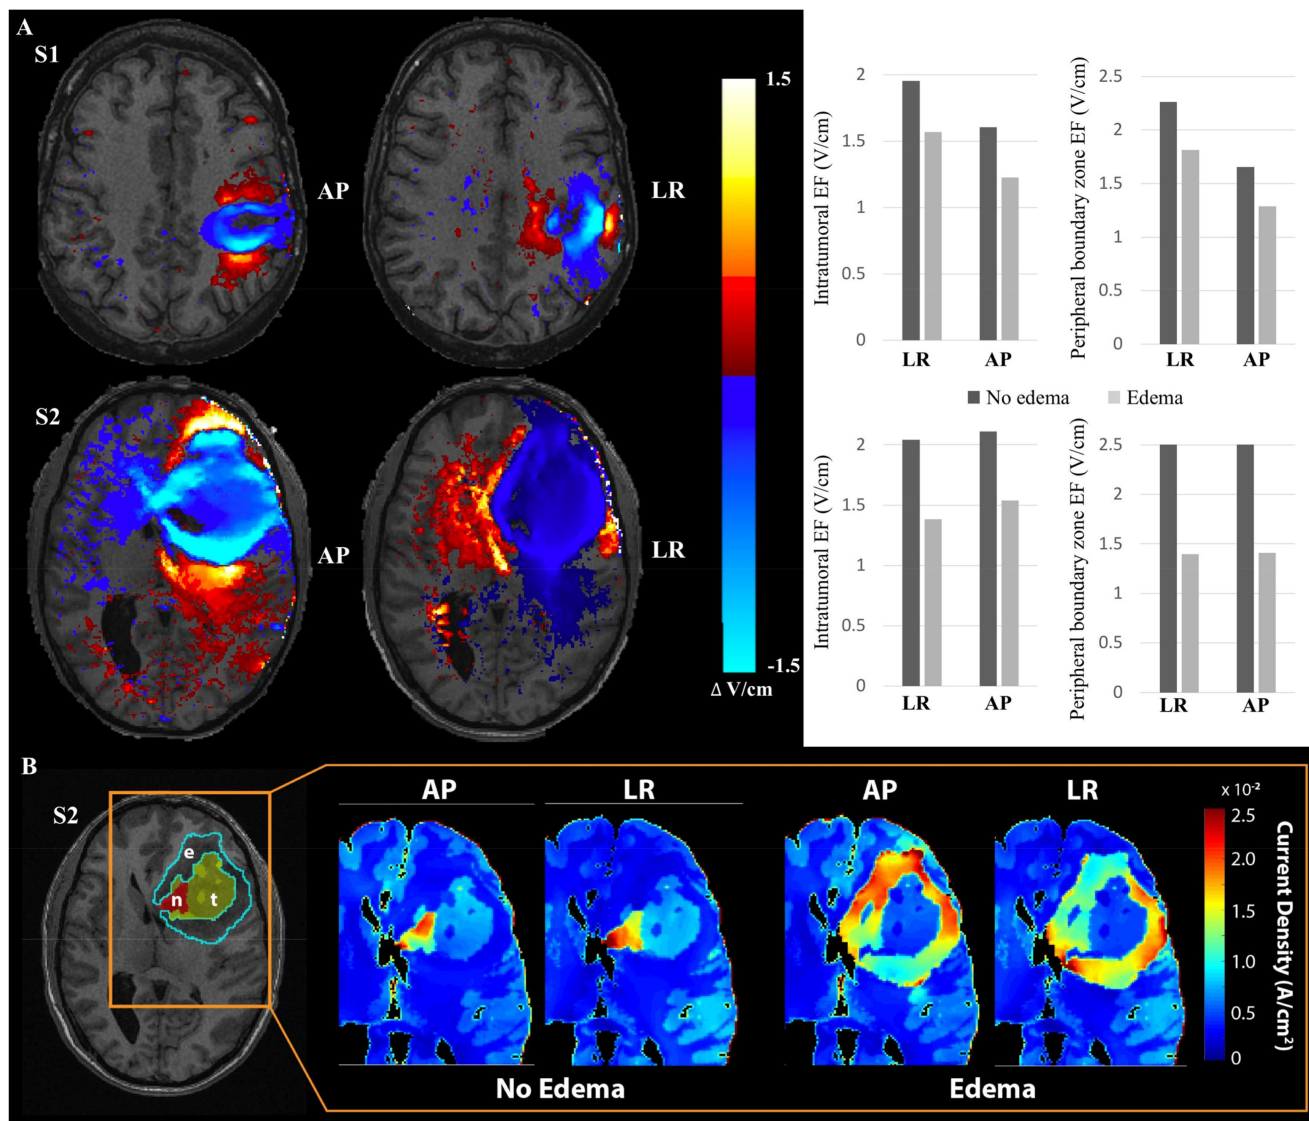 A
S1
AP
LR
1.5
S2
AP
LR
-1.5
Δ V/cm
Intratumoral EF (V/cm)
2
1.5
1
0.5
0
LR AP
Peripheral boundary zone EF (V/cm)
2.5
2
1.5
1
0.5
0
LR AP
No edema Edema
Intratumoral EF (V/cm)
2
1.5
1
0.5
0
LR AP
Peripheral boundary zone EF (V/cm)
2.5
2
1.5
1
0.5
0
LR AP
B
S2
e
n t
AP LR AP LR
No Edema Edema
x 10⁻²
2.5
2.0
1.5
1.0
0.5
0
Current Density (A/cm²)